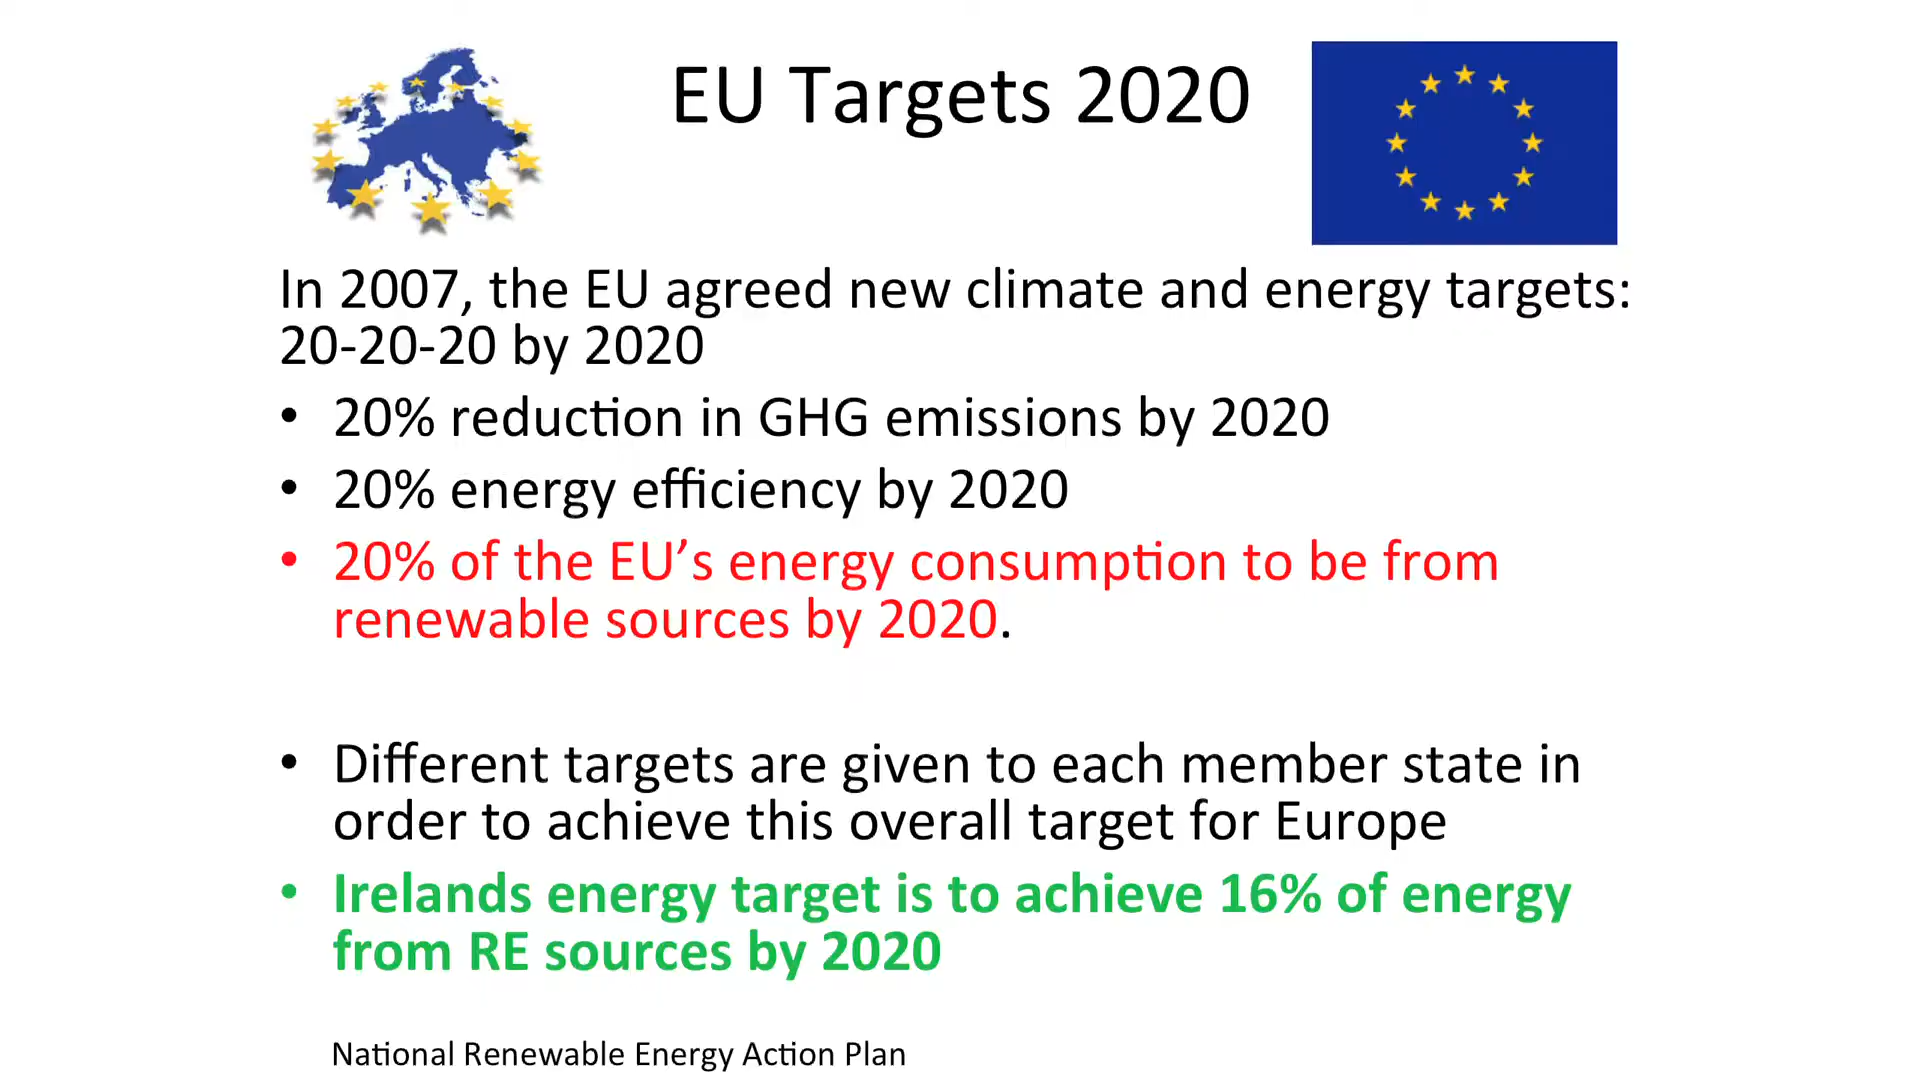 EU Targets 2020
In 2007, the EU agreed new climate and energy targets:
20-20-20 by 2020
• 20% reduction in GHG emissions by 2020
• 20% energy efficiency by 2020
• 20% of the EU’s energy consumption to be from
renewable sources by 2020.
• Different targets are given to each member state in
order to achieve this overall target for Europe
• Irelands energy target is to achieve 16% of energy
from RE sources by 2020
National Renewable Energy Action Plan